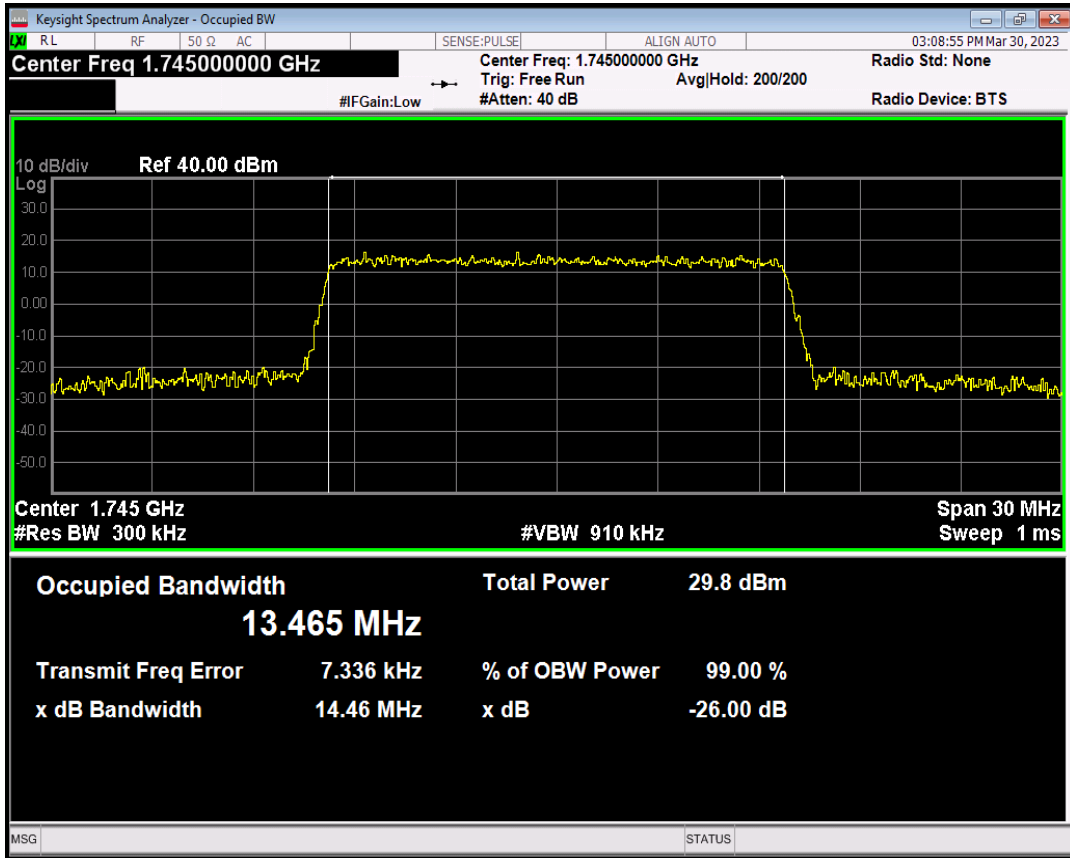 Keysight Spectrum Analyzer - Occupied BW
LXI RL RF 50 Ω AC SENSE:PULSE ALIGN AUTO 03:08:55 PM Mar 30, 2023
Center Freq 1.745000000 GHz Center Freq: 1.745000000 GHz Radio Std: None
Trig: Free Run Avg|Hold: 200/200
#IFGain:Low #Atten: 40 dB Radio Device: BTS
10 dB/div Ref 40.00 dBm
Log
30.0
20.0
10.0
0.00
-10.0
-20.0
-30.0
-40.0
-50.0
Center 1.745 GHz Span 30 MHz
#Res BW 300 kHz #VBW 910 kHz Sweep 1 ms
Occupied Bandwidth Total Power 29.8 dBm
13.465 MHz
Transmit Freq Error 7.336 kHz % of OBW Power 99.00 %
x dB Bandwidth 14.46 MHz x dB -26.00 dB
MSG STATUS